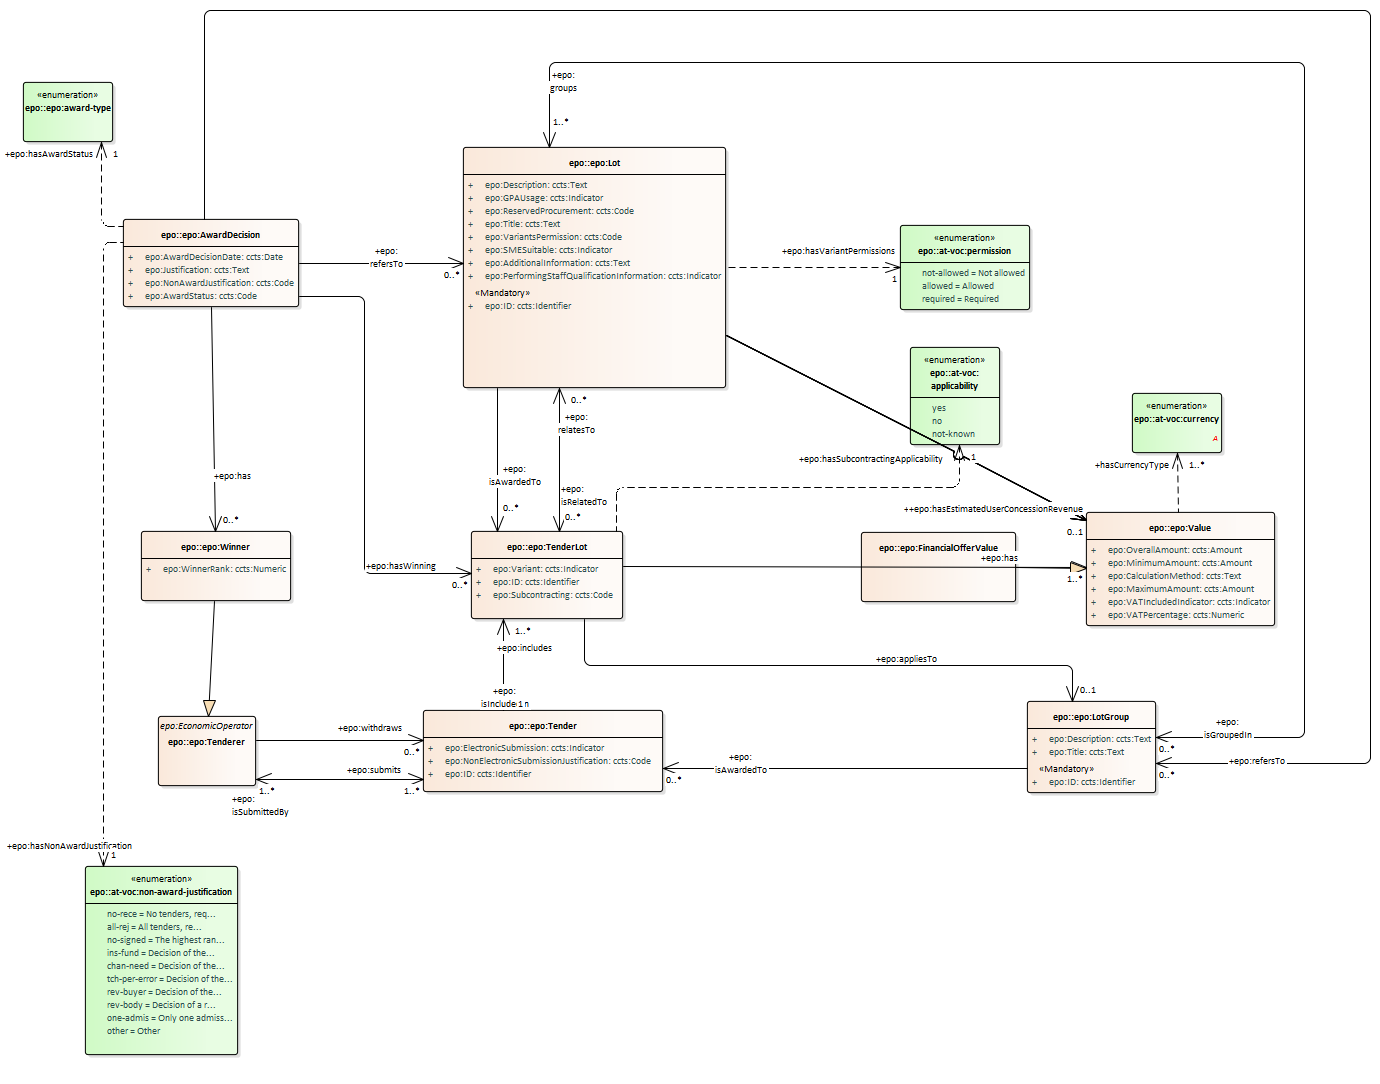 +epo:
groups
1..*
«enumeration»
epo::epo:award-type
+epo:hasAwardStatus
1
epo::epo:Lot
+ epo:Description: ccts:Text
+ epo:GPAUsage: ccts:Indicator
+ epo:ReservedProcurement: ccts:Code
+ epo:Title: ccts:Text
+ epo:VariantsPermission: ccts:Code
+ epo:SMESuitable: ccts:Indicator
+ epo:AdditionalInformation: ccts:Text
+ epo:PerformingStaffQualificationInformation: ccts:Indicator
«Mandatory»
+ epo:ID: ccts:Identifier
epo::epo:AwardDecision
+ epo:AwardDecisionDate: ccts:Date
+ epo:Justification: ccts:Text
+ epo:NonAwardJustification: ccts:Code
+ epo:AwardStatus: ccts:Code
+epo:
refersTo
0..*
+epo:hasVariantPermissions
1
«enumeration»
epo::at-voc:permission
not-allowed = Not allowed
allowed = Allowed
required = Required
«enumeration»
epo::at-voc:
applicability
yes
no
not-known
+epo:hasSubcontractingApplicability
1
«enumeration»
epo::at-voc:currency
A
+hasCurrencyType
1..*
0..*
+epo:
relatesTo
+epo:
isAwardedTo
0..*
+epo:
isRelatedTo
0..*
+epo:has
0..*
++epo:hasEstimatedUserConcessionRevenue
0..1
epo::epo:Winner
+ epo:WinnerRank: ccts:Numeric
+epo:hasWinning
0..*
epo::epo:TenderLot
+ epo:Variant: ccts:Indicator
+ epo:ID: ccts:Identifier
+ epo:Subcontracting: ccts:Code
epo::epo:FinancialOfferValue
+epo:has
1..*
epo::epo:Value
+ epo:OverallAmount: ccts:Amount
+ epo:MinimumAmount: ccts:Amount
+ epo:CalculationMethod: ccts:Text
+ epo:MaximumAmount: ccts:Amount
+ epo:VATIncludedIndicator: ccts:Indicator
+ epo:VATPercentage: ccts:Numeric
1..*
+epo:includes
+epo:
isInclude1n
+epo:appliesTo
0..1
epo:EconomicOperator
epo::epo:Tenderer
+epo:withdraws
0..*
+epo:submits
1..*
1..*
+epo:
isSubmittedBy
epo::epo:Tender
+ epo:ElectronicSubmission: ccts:Indicator
+ epo:NonElectronicSubmissionJustification: ccts:Code
+ epo:ID: ccts:Identifier
+epo:
isAwardedTo
0..*
epo::epo:LotGroup
+ epo:Description: ccts:Text
+ epo:Title: ccts:Text
«Mandatory»
+ epo:ID: ccts:Identifier
+epo:
isGroupedIn
0..*
+epo:refersTo
0..*
+epo:hasNonAwardJustification
1
«enumeration»
epo::at-voc:non-award-justification
no-rece = No tenders, req...
all-rej = All tenders, re...
no-signed = The highest ran...
ins-fund = Decision of the...
chan-need = Decision of the...
tch-per-error = Decision of the...
rev-buyer = Decision of the...
rev-body = Decision of a r...
one-admis = Only one admiss...
other = Other